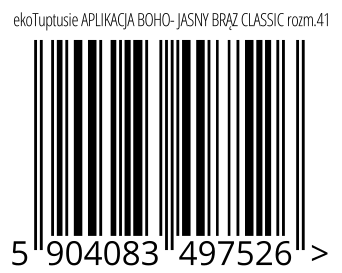 ekoTuptusie APLIKACJA BOHO- JASNY BRĄZ CLASSIC rozm.41
5 904083 497526 >